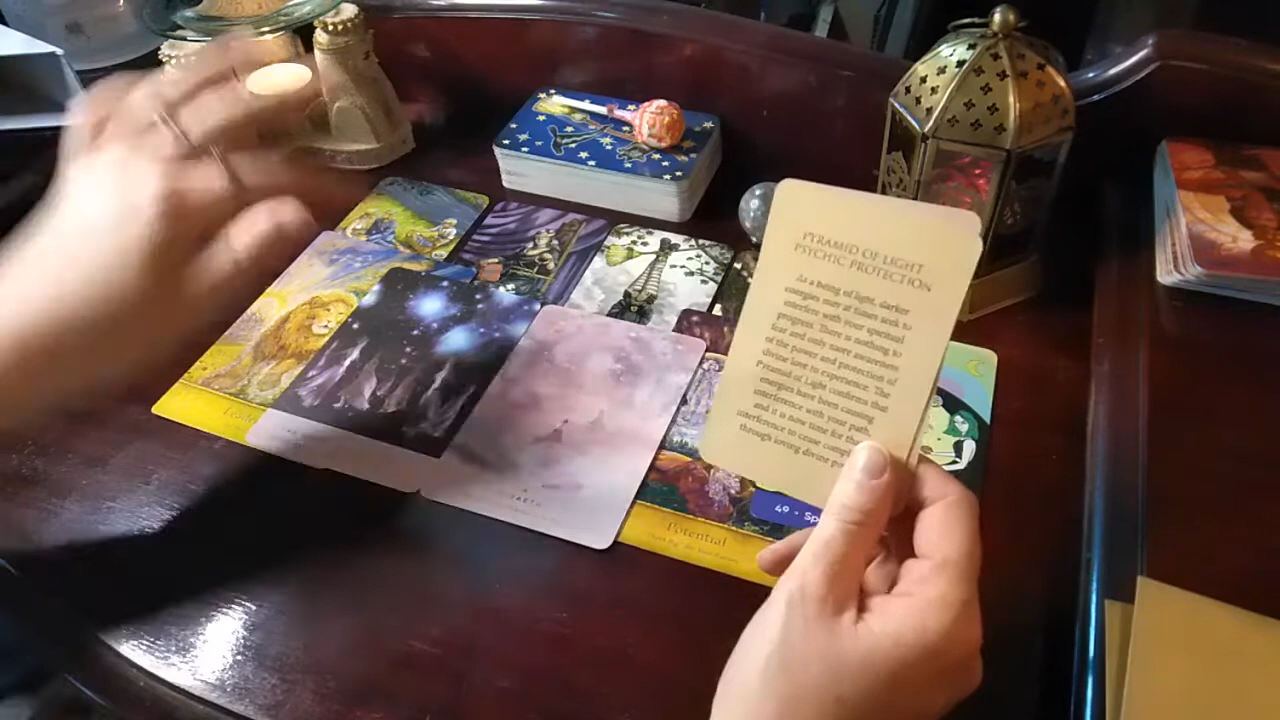 PYRAMID OF LIGHT
PSYCHIC PROTECTION
As a being of light, darker
energies may at times seek to
interfere with your spiritual
progress. There is nothing to
fear and only more awareness
of the power and protection of
divine love to experience. The
Pyramid of Light confirms that
energies have been causing
interference with your path,
and it is now time for the
interference to cease
through loving divine
49 • Sp
Potential